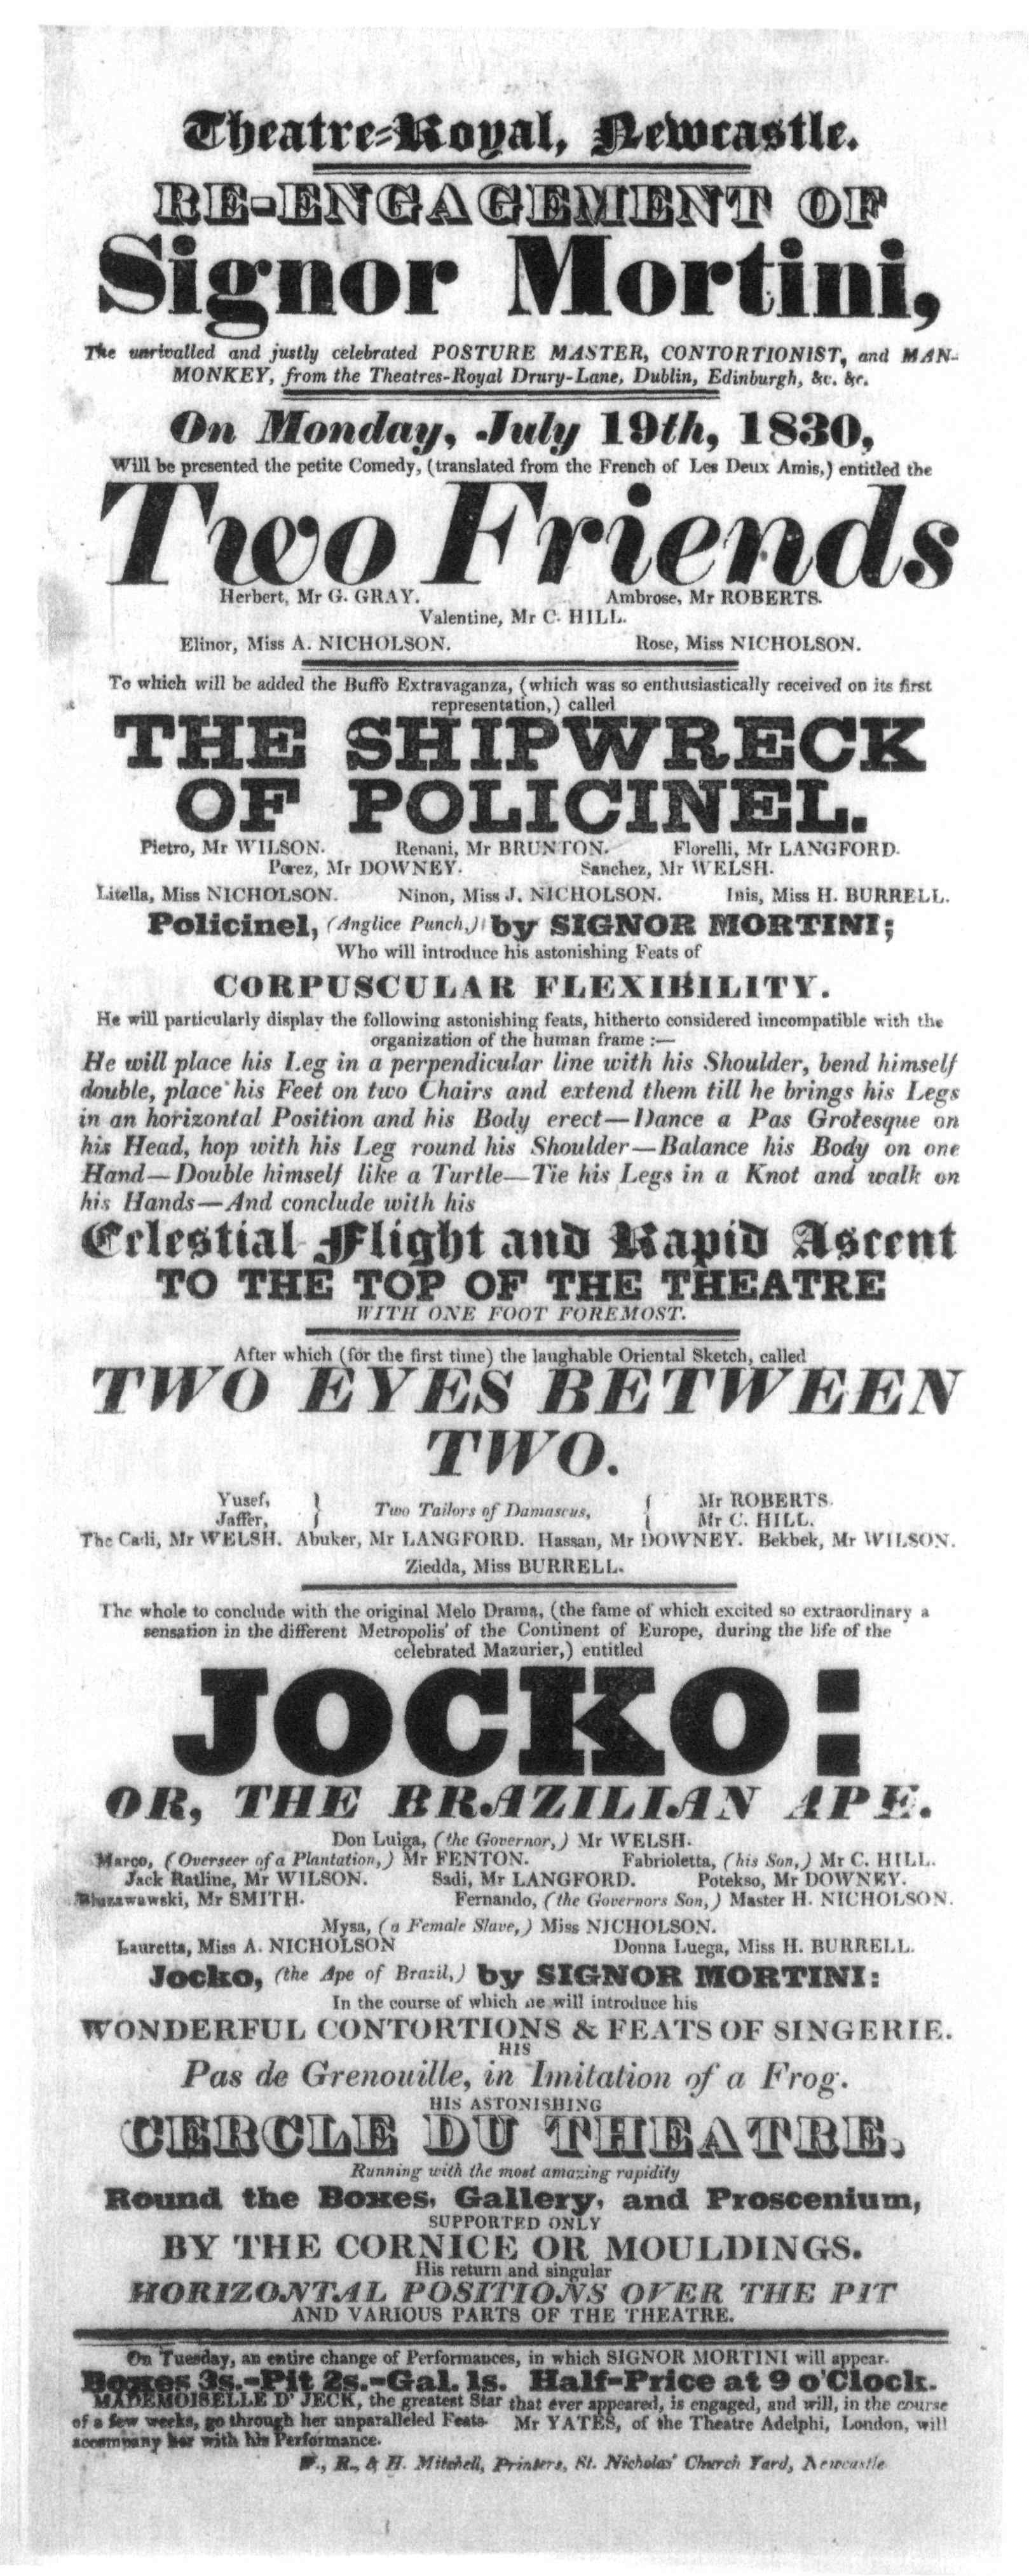 Theatre-Royal, Newcastle.
RE-ENGAGEMENT OF
Signor Mortini,
The unrivalled and justly celebrated POSTURE MASTER, CONTORTIONIST, and MAN-
MONKEY, from the Theatres-Royal Drury-Lane, Dublin, Edinburgh, &c. &c.
On Monday, July 19th, 1830,
Will be presented the petite Comedy, (translated from the French of Les Deux Amis,) entitled the
Two Friends
Herbert, Mr G. GRAY. Ambrose, Mr ROBERTS.
Valentine, Mr C. HILL.
Elinor, Miss A. NICHOLSON. Rose, Miss NICHOLSON.
To which will be added the Buffo Extravaganza, (which was so enthusiastically received on its first
representation,) called
THE SHIPWRECK
OF POLICINEL.
Pietro, Mr WILSON. Renani, Mr BRUNTON. Florelli, Mr LANGFORD.
Perez, Mr DOWNEY. Sanchez, Mr WELSH.
Litella, Miss NICHOLSON. Ninon, Miss J. NICHOLSON. Inis, Miss H. BURRELL.
Policinel, (Anglice Punch,) by SIGNOR MORTINI;
Who will introduce his astonishing Feats of
CORPUSCULAR FLEXIBILITY.
He will particularly display the following astonishing feats, hitherto considered imcompatible with the
organization of the human frame :—
He will place his Leg in a perpendicular line with his Shoulder, bend himself
double, place his Feet on two Chairs and extend them till he brings his Legs
in an horizontal Position and his Body erect—Dance a Pas Grotesque on
his Head, hop with his Leg round his Shoulder—Balance his Body on one
Hand—Double himself like a Turtle—Tie his Legs in a Knot and walk on
his Hands—And conclude with his
Celestial Flight and Rapid Ascent
TO THE TOP OF THE THEATRE
WITH ONE FOOT FOREMOST.
After which (for the first time) the laughable Oriental Sketch, called
TWO EYES BETWEEN
TWO.
Yusef, } Two Tailors of Damascus, { Mr ROBERTS.
Jaffer, } { Mr C. HILL.
The Cadi, Mr WELSH. Abuker, Mr LANGFORD. Hassan, Mr DOWNEY. Bekbek, Mr WILSON.
Ziedda, Miss BURRELL.
The whole to conclude with the original Melo Drama, (the fame of which excited so extraordinary a
sensation in the different Metropolis' of the Continent of Europe, during the life of the
celebrated Mazurier,) entitled
JOCKO:
OR, THE BRAZILIAN APE.
Don Luiga, (the Governor,) Mr WELSH.
Marco, (Overseer of a Plantation,) Mr FENTON. Fabrioletta, (his Son,) Mr C. HILL.
Jack Ratline, Mr WILSON. Sadi, Mr LANGFORD. Potekso, Mr DOWNEY.
Mr SMITH. Fernando, (the Governors Son,) Master H. NICHOLSON.
Mysa, (a Female Slave,) Miss NICHOLSON.
Lauretta, Miss A. NICHOLSON Donna Luega, Miss H. BURRELL.
Jocko, (the Ape of Brazil,) by SIGNOR MORTINI:
In the course of which he will introduce his
WONDERFUL CONTORTIONS & FEATS OF SINGERIE.
HIS
Pas de Grenouille, in Imitation of a Frog.
HIS ASTONISHING
CERCLE DU THEATRE,
Running with the most amazing rapidity
Round the Boxes, Gallery, and Proscenium,
SUPPORTED ONLY
BY THE CORNICE OR MOULDINGS.
His return and singular
HORIZONTAL POSITIONS OVER THE PIT
AND VARIOUS PARTS OF THE THEATRE.
On Tuesday, an entire change of Performances, in which SIGNOR MORTINI will appear.
Boxes 3s.-Pit 2s.-Gal. 1s. Half-Price at 9 o'Clock.
MADEMOISELLE D' JECK, the greatest Star that ever appeared, is engaged, and will, in the course
of a few weeks, go through her unparalleled Feats. Mr YATES, of the Theatre Adelphi, London, will
accompany her with his Performance.
W., R., & H. Mitchell, Printers, St. Nicholas' Church Yard, Newcastle